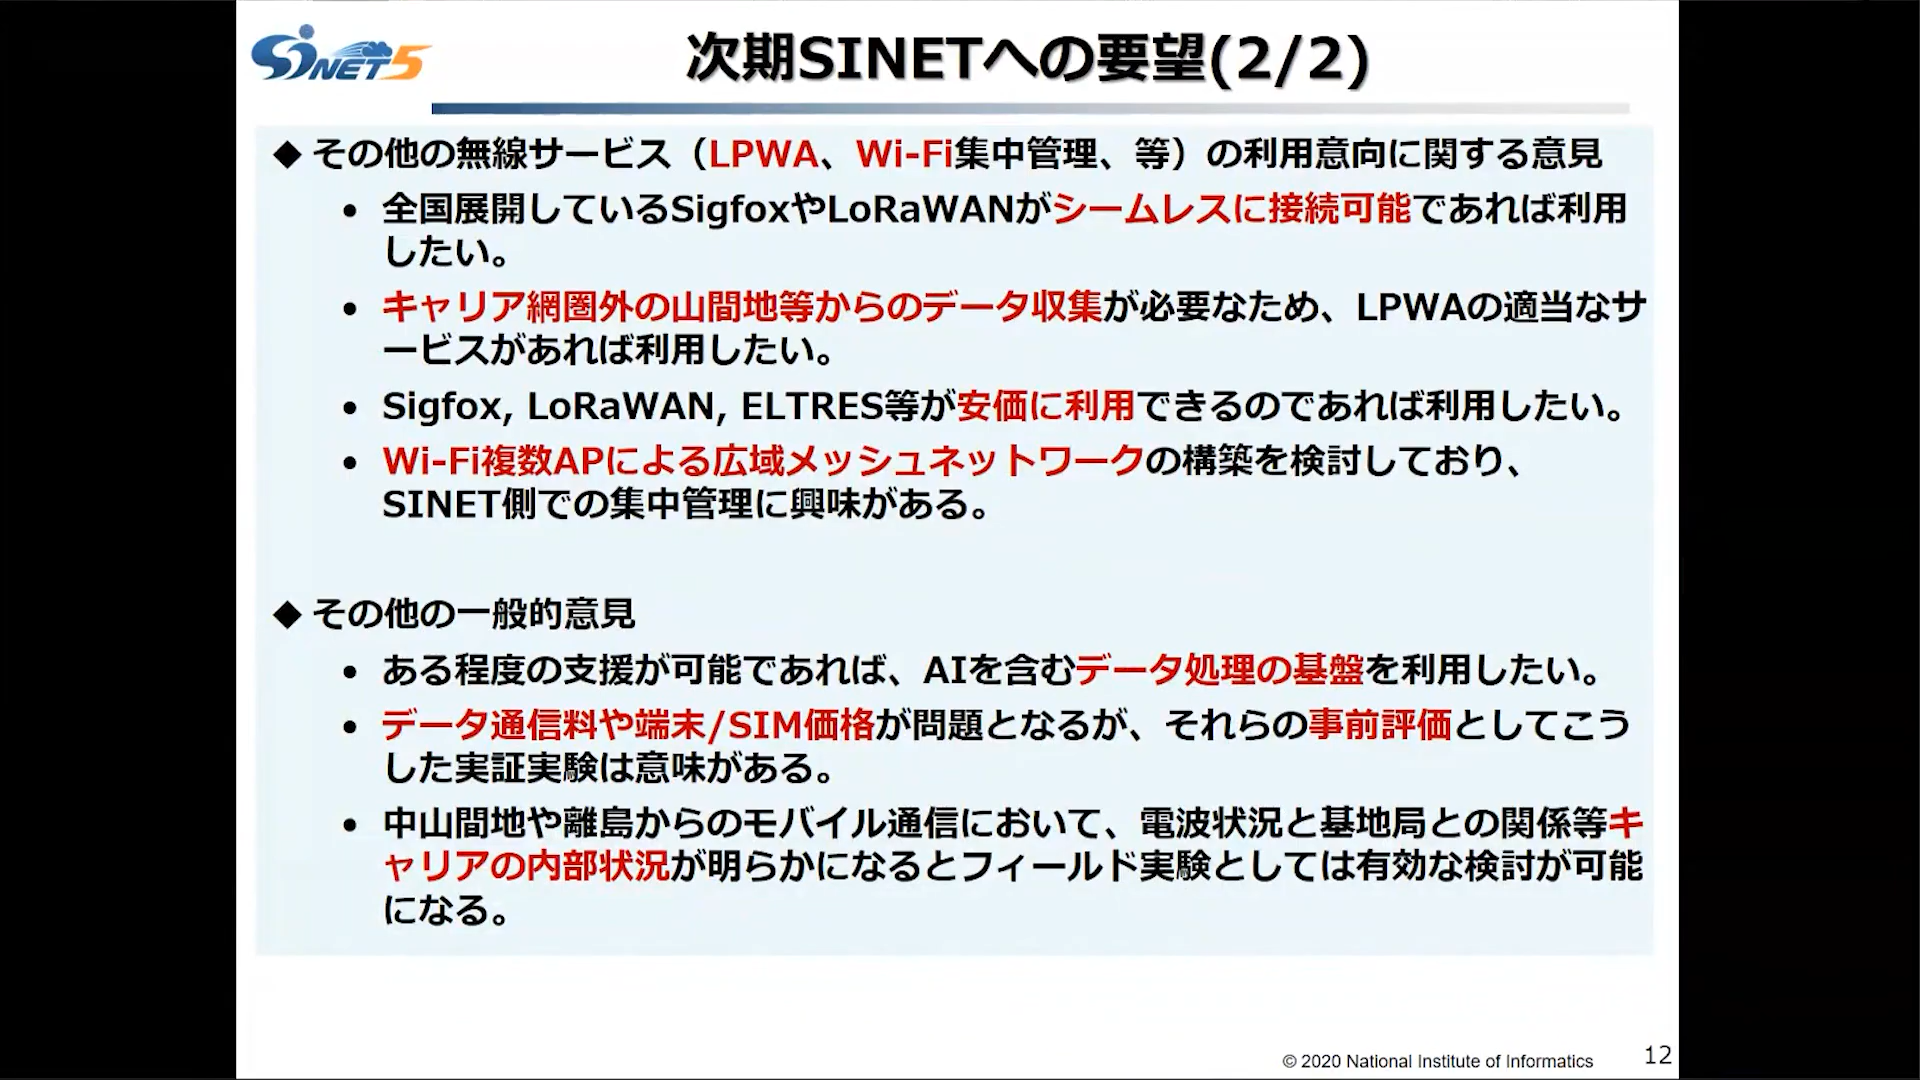 SINET5
次期SINETへの要望(2/2)
◆ その他の無線サービス（LPWA、Wi-Fi集中管理、等）の利用意向に関する意見
• 全国展開しているSigfoxやLoRaWANがシームレスに接続可能であれば利用
したい。
• キャリア網圏外の山間地等からのデータ収集が必要なため、LPWAの適当なサ
ービスがあれば利用したい。
• Sigfox, LoRaWAN, ELTRES等が安価に利用できるのであれば利用したい。
• Wi-Fi複数APによる広域メッシュネットワークの構築を検討しており、
SINET側での集中管理に興味がある。
◆ その他の一般的意見
• ある程度の支援が可能であれば、AIを含むデータ処理の基盤を利用したい。
• データ通信料や端末/SIM価格が問題となるが、それらの事前評価としてこう
した実証実験は意味がある。
• 中山間地や離島からのモバイル通信において、電波状況と基地局との関係等キ
ャリアの内部状況が明らかになるとフィールド実験としては有効な検討が可能
になる。
© 2020 National Institute of Informatics
12